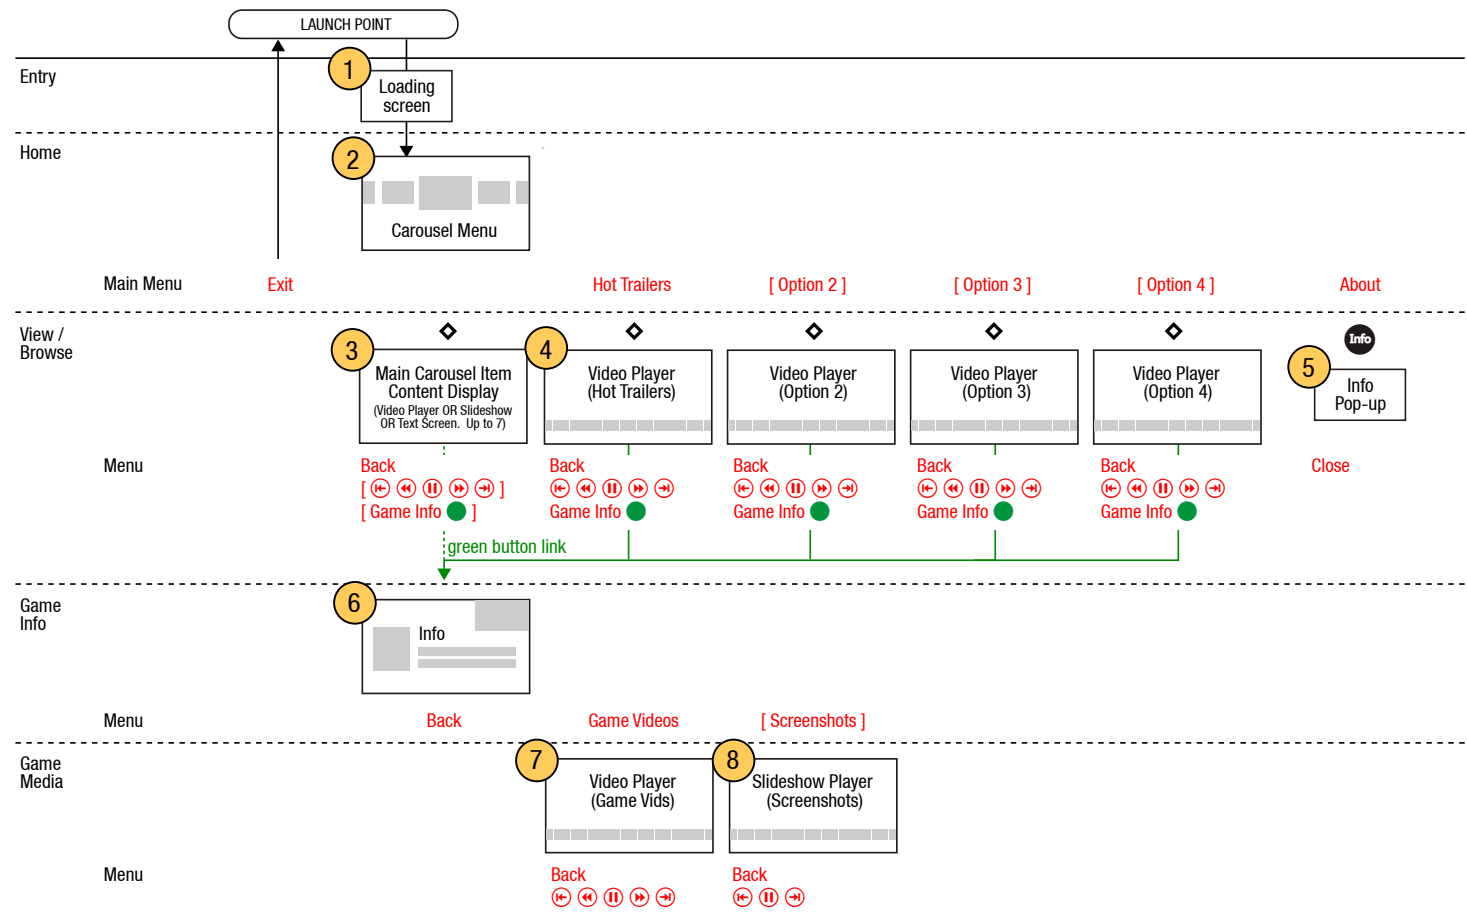 LAUNCH POINT
Entry
1
Loading
screen
Home
2
Carousel Menu
Main Menu
Exit
Hot Trailers
[ Option 2 ]
[ Option 3 ]
[ Option 4 ]
About
View /
Browse
3
Main Carousel Item
Content Display
(Video Player OR Slideshow
OR Text Screen. Up to 7)
4
Video Player
(Hot Trailers)
Video Player
(Option 2)
Video Player
(Option 3)
Video Player
(Option 4)
Info
5
Info
Pop-up
Menu
Back
[ ]
[ Game Info ]
Back
Game Info
Back
Game Info
Back
Game Info
Back
Game Info
Close
green button link
Game
Info
6
Info
Menu
Back
Game Videos
[ Screenshots ]
Game
Media
7
Video Player
(Game Vids)
8
Slideshow Player
(Screenshots)
Menu
Back
Back